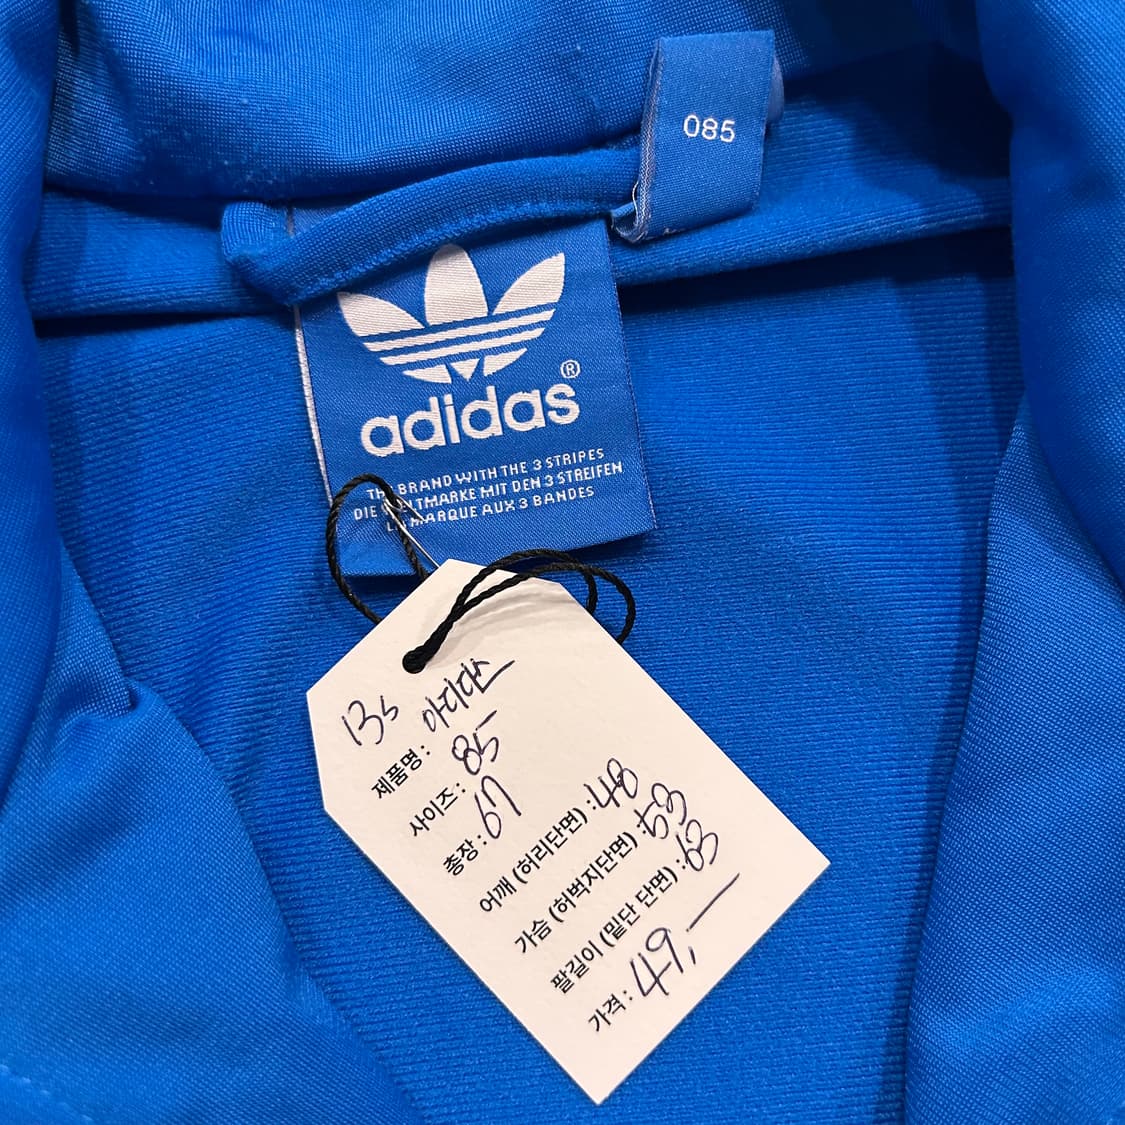 085
adidas®
THE BRAND WITH THE 3 STRIPES
DIE WELTMARKE MIT DEN 3 STREIFEN
LA MARQUE AUX 3 BANDES
13s
제품명 : 아디다스
사이즈 : 85
총장 : 67
어깨 (허리단면) : 48
가슴 (허벅지단면) : 53
팔길이 (밑단 단면) : 63
가격 : 49,—